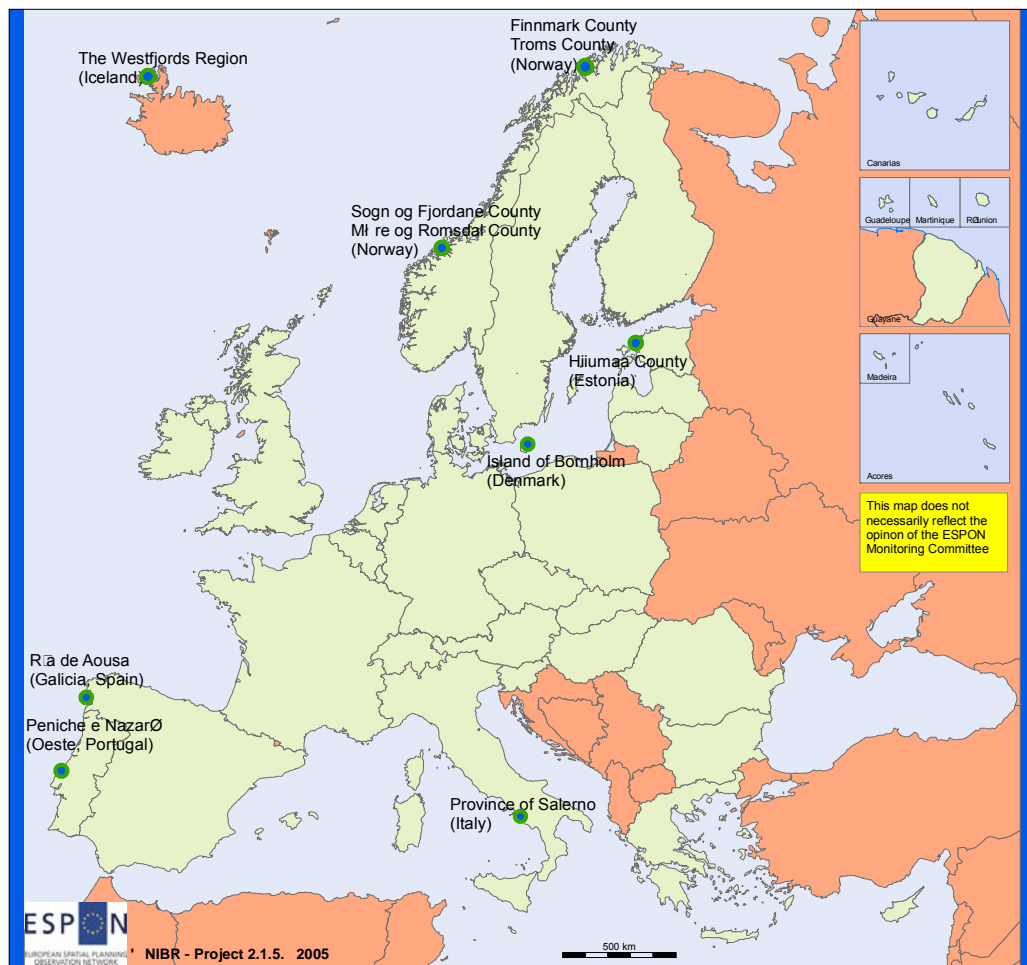 Finnmark County
Troms County
(Norway)
The Westfjords Region
(Iceland)
Canarias
Guadeloupe
Martinique
RØunion
Sogn og Fjordane County
Mł re og Romsdal County
(Norway)
Guayane
Hiiumaa County
(Estonia)
Madeira
Acores
Island of Bornholm
(Denmark)
This map does not
necessarily reflect the
opinon of the ESPON
Monitoring Committee
R□a de Aousa
(Galicia, Spain)
Peniche e NazarØ
(Oeste, Portugal)
Province of Salerno
(Italy)
ESPON
EUROPEAN SPATIAL PLANNING
OBSERVATION NETWORK
' NIBR - Project 2.1.5. 2005
500 km